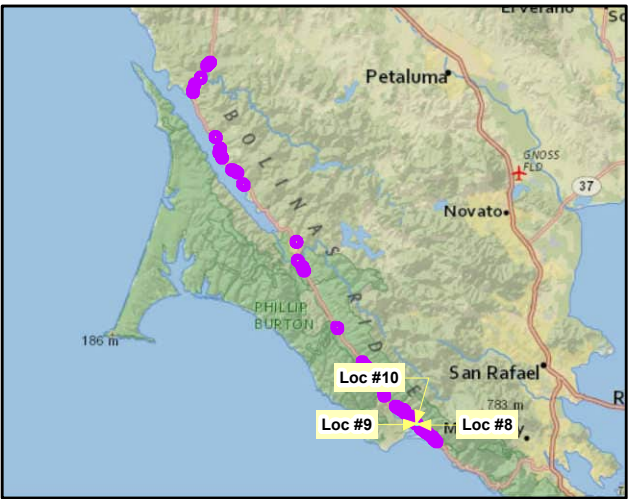 El Verano
Petaluma
BOLINAS RIDGE
GNOSS
FLD
37
Novato
PHILLIP
BURTON
186 m
San Rafael
Loc #10
783 m
Loc #9
Loc #8